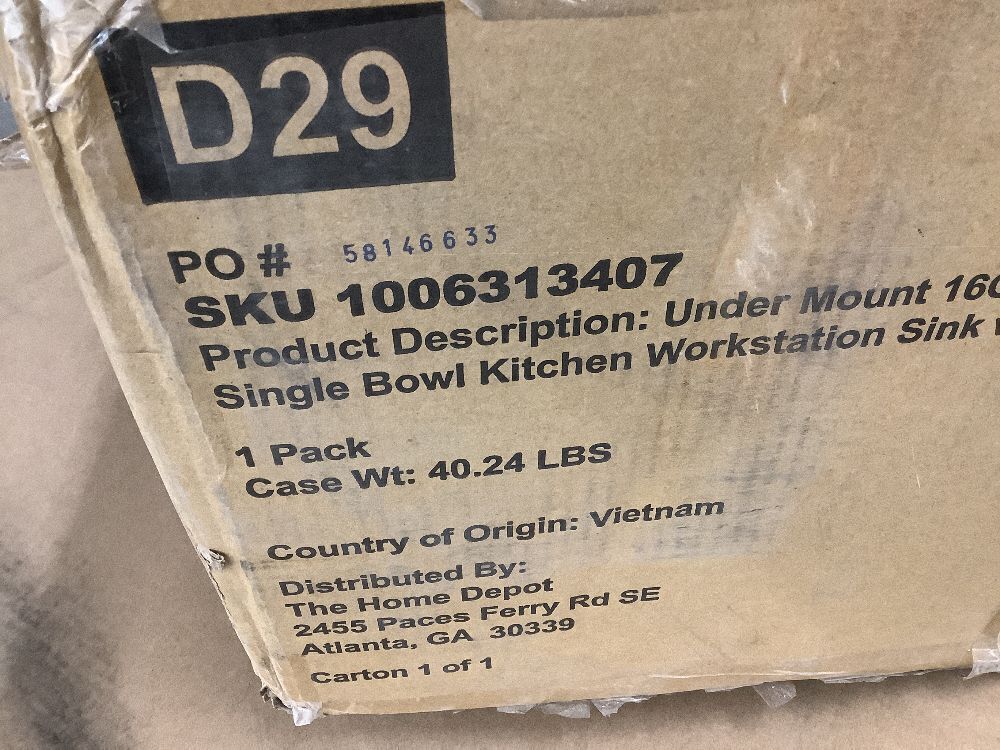 D29
PO # 58146633
SKU 1006313407
Product Description: Under Mount
Single Bowl Kitchen Workstation Sink
1 Pack
Case Wt: 40.24 LBS
Country of Origin: Vietnam
Distributed By:
The Home Depot
2455 Paces Ferry Rd SE
Atlanta, GA 30339
Carton 1 of 1